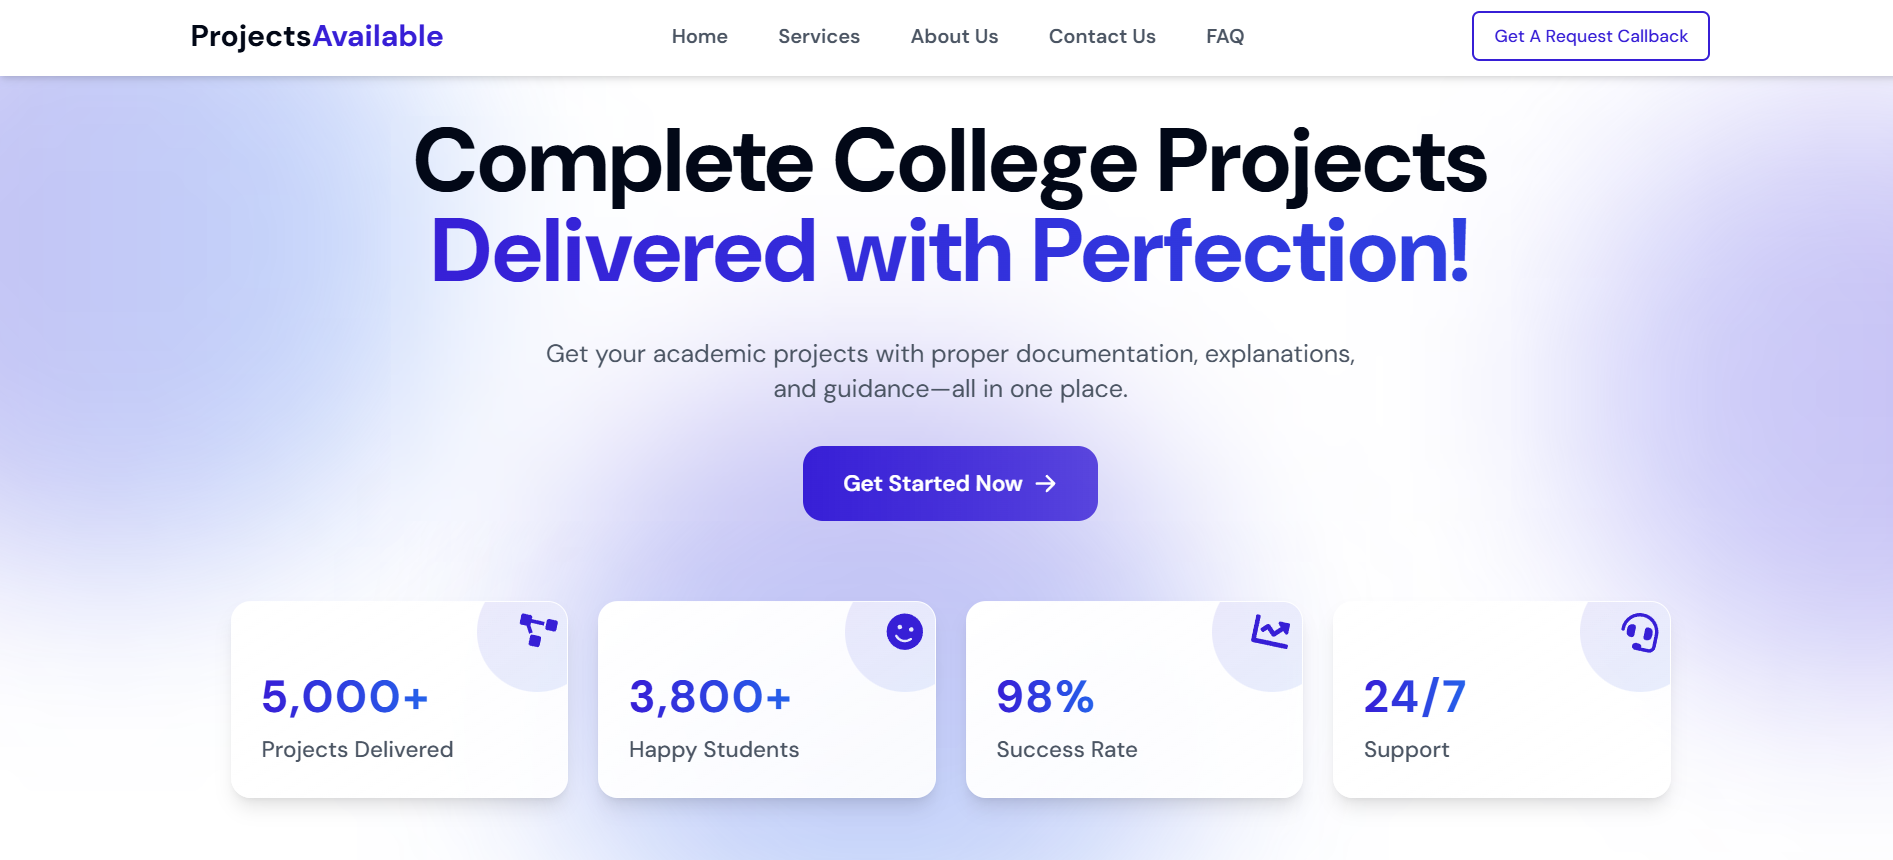 ProjectsAvailable
Home
Services
About Us
Contact Us
FAQ
Get A Request Callback
Complete College Projects
Delivered with Perfection!
Get your academic projects with proper documentation, explanations,
and guidance—all in one place.
Get Started Now
5,000+
Projects Delivered
3,800+
Happy Students
98%
Success Rate
24/7
Support